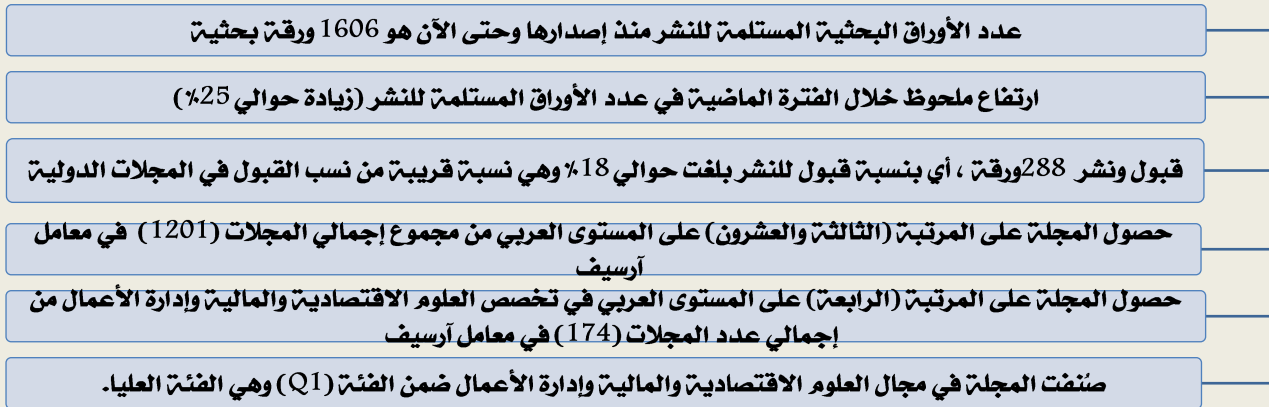 عدد الأوراق البحثية المستلمة للنشر منذ إصدارها وحتى الآن هو 1606 ورقة بحثية
ارتفاع ملحوظ خلال الفترة الماضية في عدد الأوراق المستلمة للنشر (زيادة حوالي 25%)
قبول ونشر 288ورقة ، أي بنسبة قبول للنشر بلغت حوالي 18% وهي نسبة قريبة من نسب القبول في المجلات الدولية
حصول المجلة على المرتبة (الثالثة والعشرون) على المستوى العربي من مجموع إجمالي المجلات (1201) في معامل
آرسيف
حصول المجلة على المرتبة (الرابعة) على المستوى العربي في تخصص العلوم الاقتصادية والمالية وإدارة الأعمال من
إجمالي عدد المجلات (174) في معامل آرسيف
صُنفت المجلة في مجال العلوم الاقتصادية والمالية وإدارة الأعمال ضمن الفئة (Q1) وهي الفئة العليا.